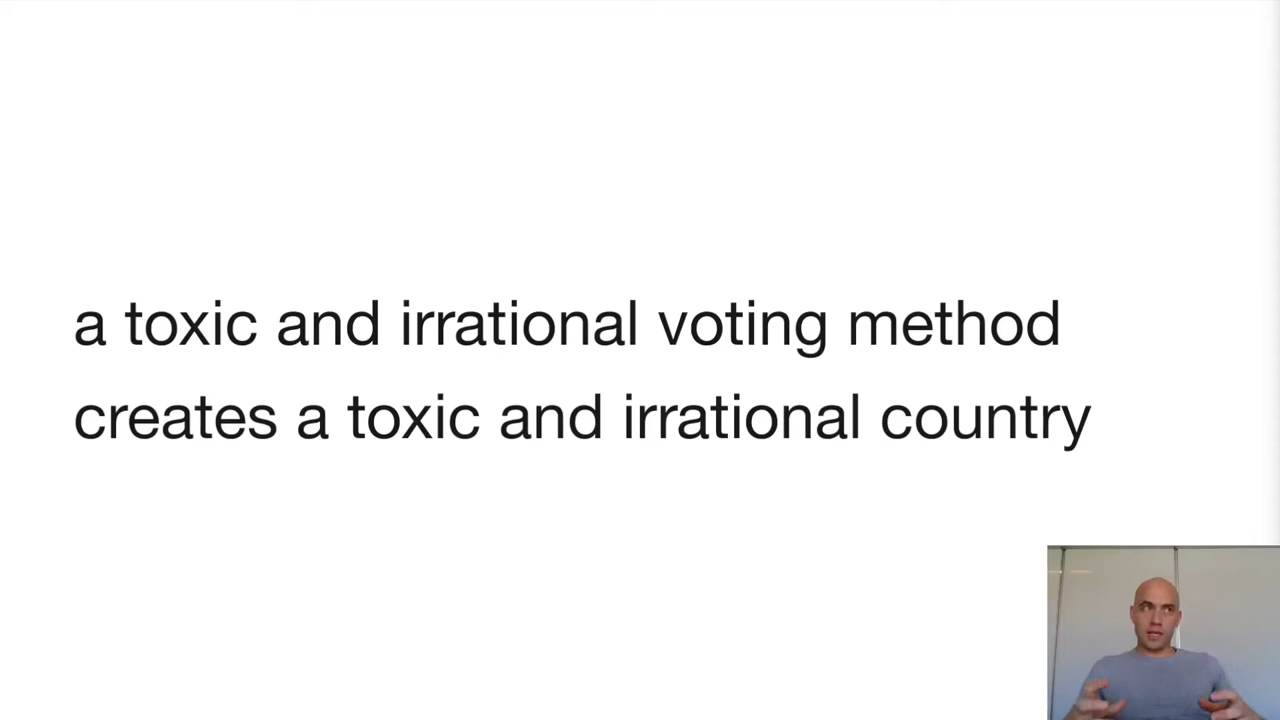 a toxic and irrational voting method
creates a toxic and irrational country